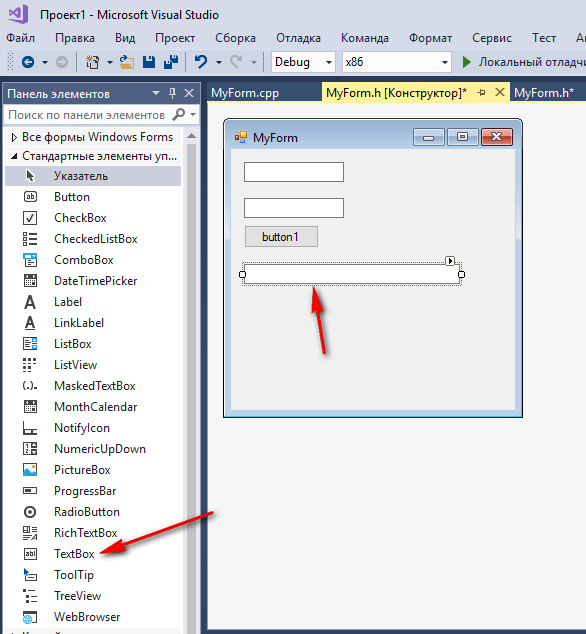 Проект1 - Microsoft Visual Studio
Файл Правка Вид Проект Сборка Отладка Команда Формат Сервис Тест
Debug x86 Локальный отладч
Панель элементов
MyForm.cpp MyForm.h [Конструктор]* MyForm.h*
Поиск по панели элементов
Все формы Windows Forms
Стандартные элементы уп...
Указатель
Button
CheckBox
CheckedListBox
ComboBox
DateTimePicker
Label
LinkLabel
ListBox
ListView
MaskedTextBox
MonthCalendar
NotifyIcon
NumericUpDown
PictureBox
ProgressBar
RadioButton
RichTextBox
TextBox
ToolTip
TreeView
WebBrowser
MyForm
button1